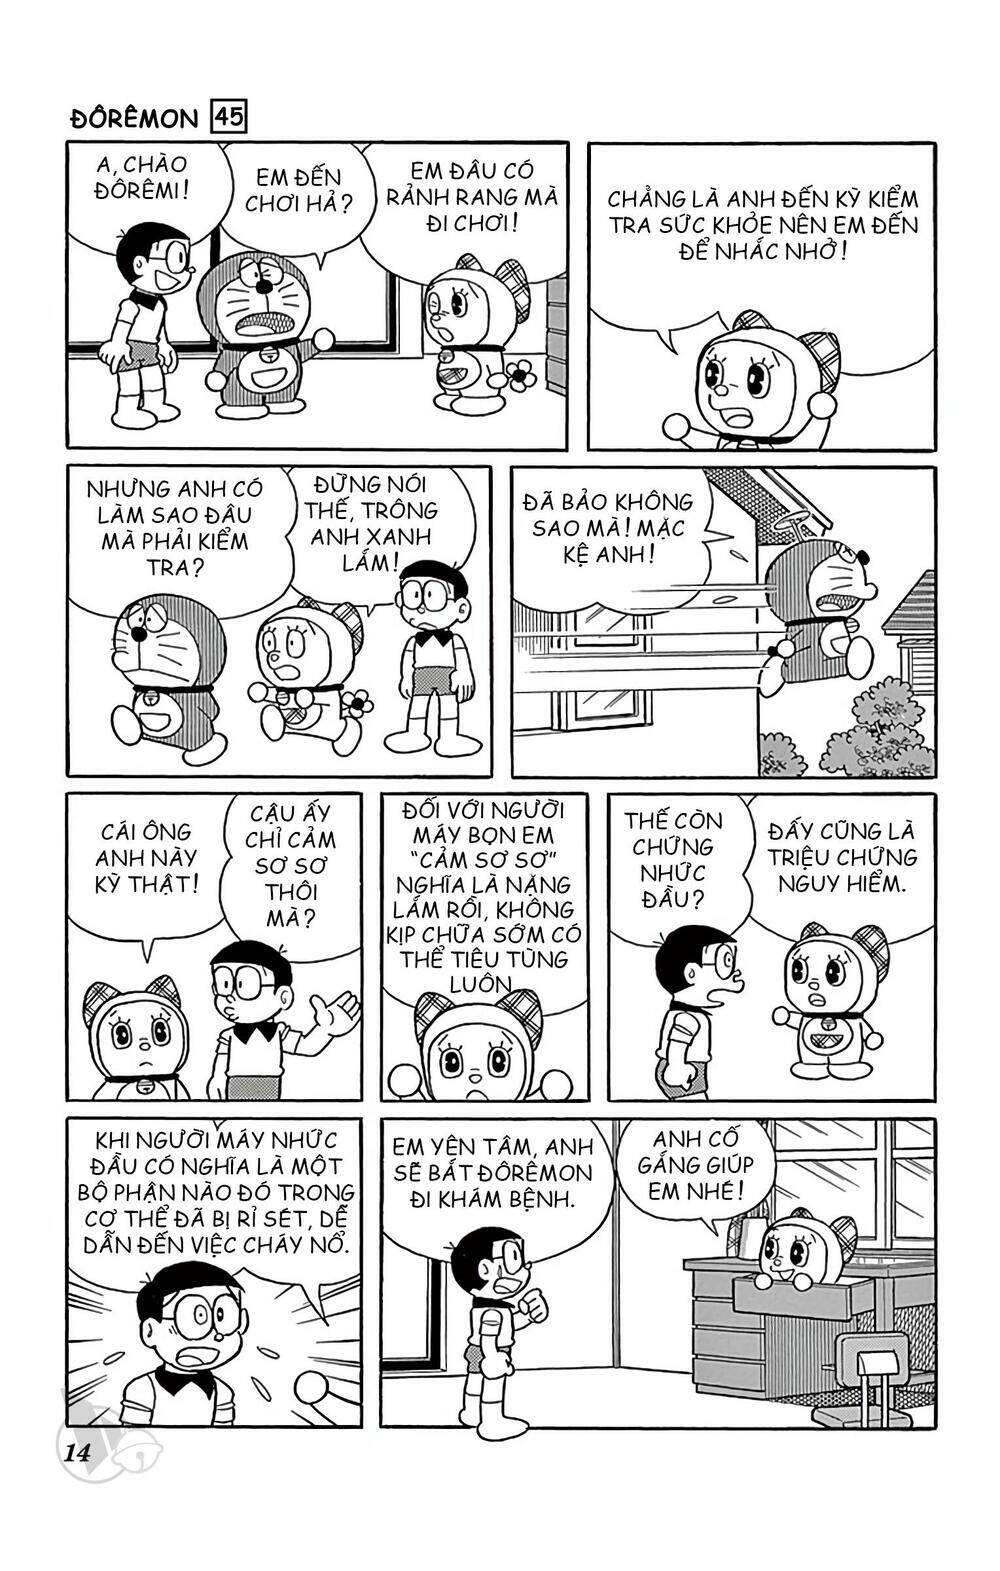 ĐÔRÊMON 45
A, CHÀO
ĐÔRÊMI!
EM ĐẾN
CHƠI HẢ?
EM ĐÂU CÓ
RẢNH RANG MÀ
ĐI CHƠI!
CHẲNG LÀ ANH ĐẾN KỲ KIỂM
TRA SỨC KHỎE NÊN EM ĐẾN
ĐỂ NHẮC NHỞ!
NHƯNG ANH CÓ
LÀM SAO ĐÂU
MÀ PHẢI KIỂM
TRA?
ĐỪNG NÓI
THẾ, TRÔNG
ANH XANH
LẮM!
ĐÃ BẢO KHÔNG
SAO MÀ! MẶC
KỆ ANH!
CÁI ÔNG
ANH NÀY
KỲ THẬT!
CẬU ẤY
CHỈ CẢM
SƠ SƠ
THÔI
MÀ?
ĐỐI VỚI NGƯỜI
MÁY BỌN EM
“CẢM SƠ SƠ”
NGHĨA LÀ NẶNG
LẮM RỒI, KHÔNG
KỊP CHỮA SỚM CÓ
THỂ TIÊU TÙNG
LUÔN
THẾ CÒN
CHỨNG
NHỨC
ĐẦU?
ĐẤY CŨNG LÀ
TRIỆU CHỨNG
NGUY HIỂM.
KHI NGƯỜI MÁY NHỨC
ĐẦU CÓ NGHĨA LÀ MỘT
BỘ PHẬN NÀO ĐÓ TRONG
CƠ THỂ ĐÃ BỊ RỈ SÉT, DỄ
DẪN ĐẾN VIỆC CHÁY NỔ.
EM YÊN TÂM, ANH
SẼ BẮT ĐÔRÊMON
ĐI KHÁM BỆNH.
ANH CỐ
GẮNG GIÚP
EM NHÉ!
14